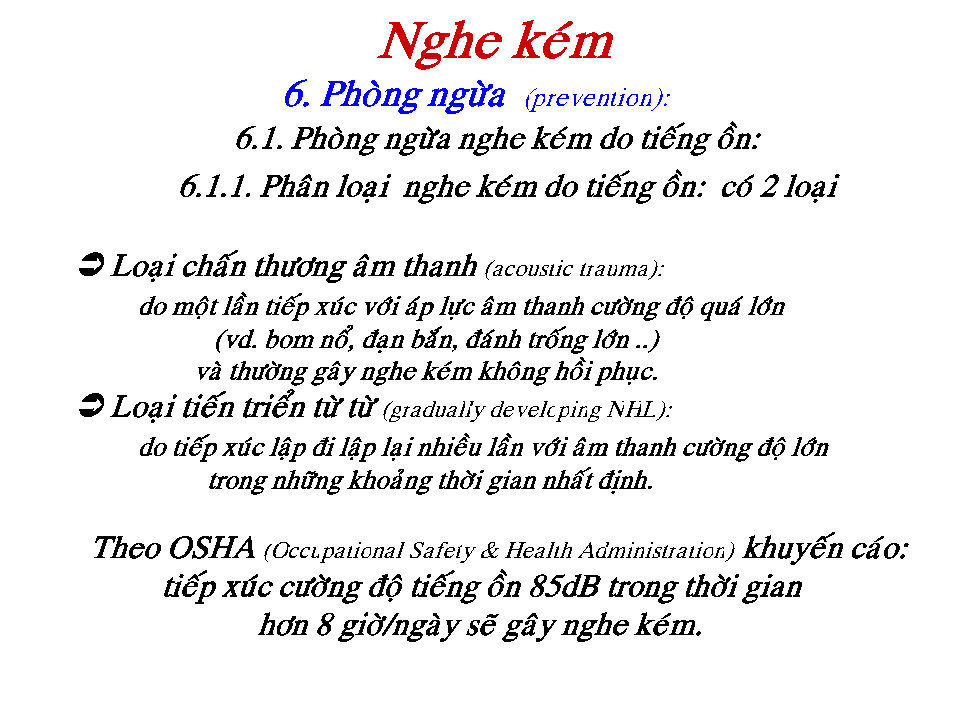 Nghe kém
6. Phòng ngừa (prevention):
6.1. Phòng ngừa nghe kém do tiếng ồn:
6.1.1. Phân loại nghe kém do tiếng ồn: có 2 loại
➲ Loại chấn thương âm thanh (acoustic trauma):
do một lần tiếp xúc với áp lực âm thanh cường độ quá lớn
(vd. bom nổ, đạn bắn, đánh trống lớn ..)
và thường gây nghe kém không hồi phục.
➲ Loại tiến triển từ từ (gradually developing NHL):
do tiếp xúc lập đi lập lại nhiều lần với âm thanh cường độ lớn
trong những khoảng thời gian nhất định.
Theo OSHA (Occupational Safety & Health Administration) khuyến cáo:
tiếp xúc cường độ tiếng ồn 85dB trong thời gian
hơn 8 giờ/ngày sẽ gây nghe kém.